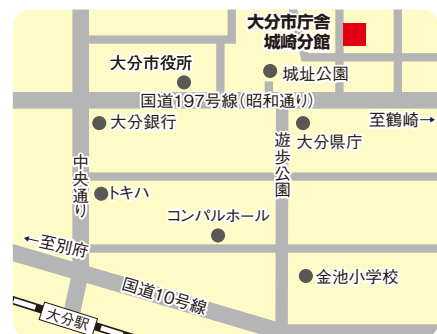 大分市庁舎
城崎分館
大分市役所
城址公園
国道197号線(昭和通り)
大分銀行
大分県庁
至鶴崎→
中央通り
遊歩公園
トキハ
コンパルホール
←至別府
国道10号線
金池小学校
大分駅